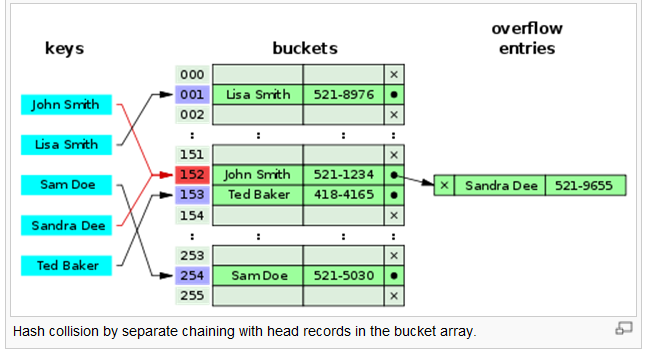 keys
buckets
overflow
entries
John Smith
Lisa Smith
Sam Doe
Sandra Dee
Ted Baker
000 ×
001 Lisa Smith 521-8976 ●
002 ×
: : :
151 ×
152 John Smith 521-1234 ●
153 Ted Baker 418-4165 ●
154 ×
: : :
253 ×
254 Sam Doe 521-5030 ●
255 ×
× Sandra Dee 521-9655
Hash collision by separate chaining with head records in the bucket array.